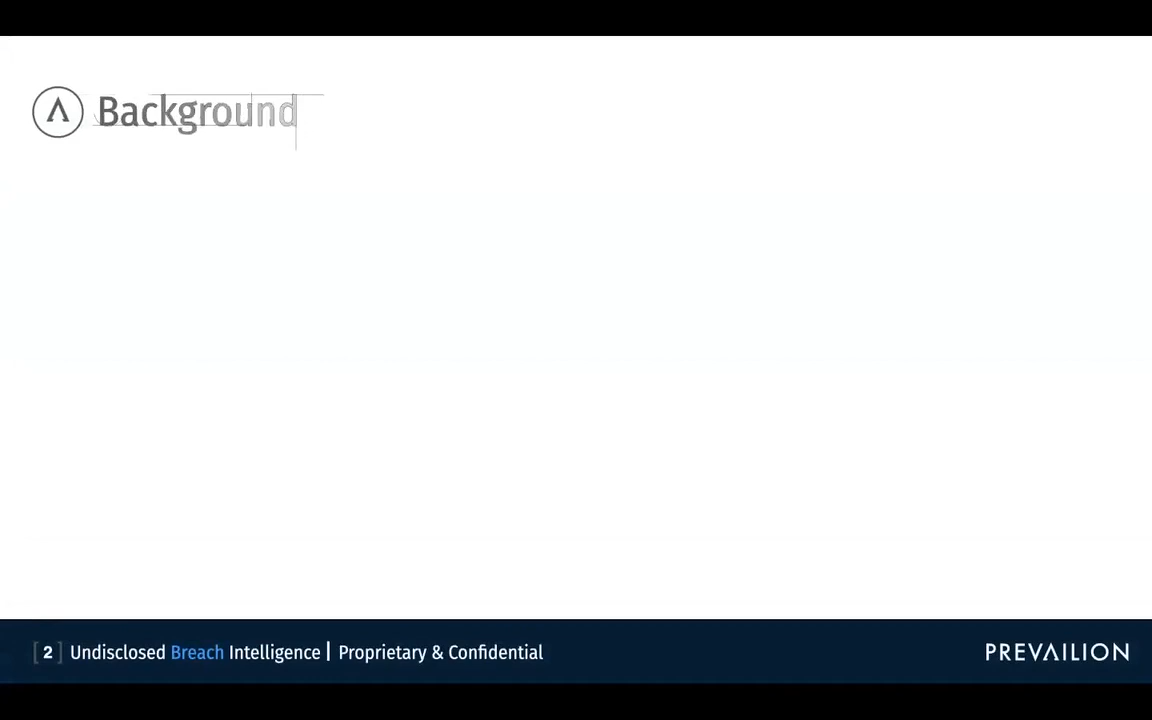 Background
[ 2 ] Undisclosed Breach Intelligence | Proprietary & Confidential
PREVAILION